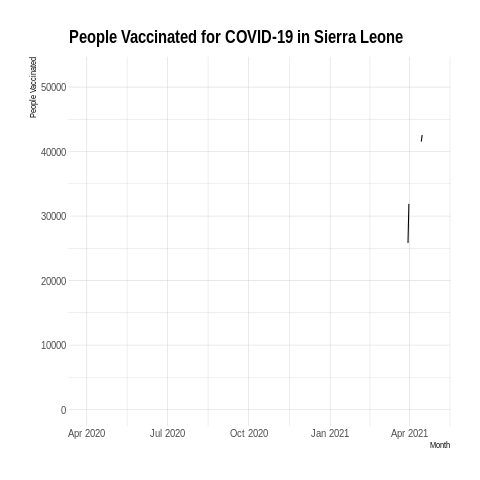 People Vaccinated for COVID-19 in Sierra Leone
People Vaccinated
50000
40000
30000
20000
10000
0
Apr 2020 Jul 2020 Oct 2020 Jan 2021 Apr 2021
Month